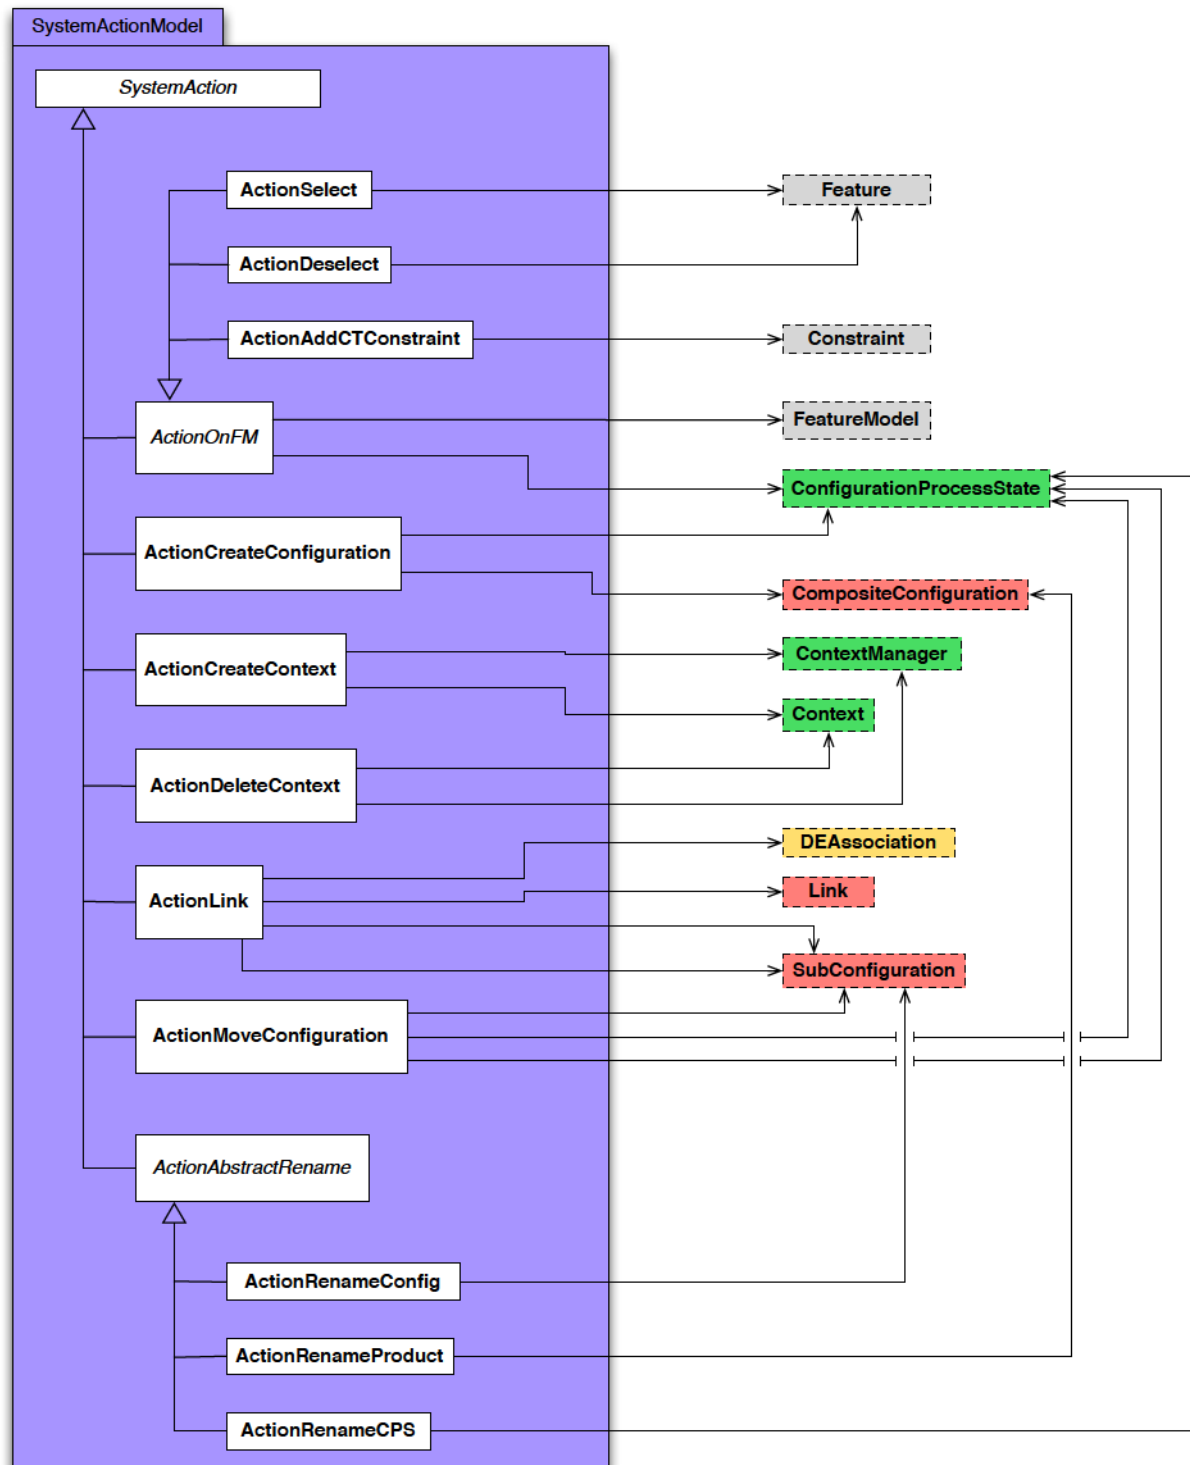 SystemActionModel
SystemAction
ActionSelect
Feature
ActionDeselect
ActionAddCTConstraint
Constraint
ActionOnFM
FeatureModel
ConfigurationProcessState
ActionCreateConfiguration
CompositeConfiguration
ActionCreateContext
ContextManager
Context
ActionDeleteContext
DEAssociation
ActionLink
Link
SubConfiguration
ActionMoveConfiguration
ActionAbstractRename
ActionRenameConfig
ActionRenameProduct
ActionRenameCPS